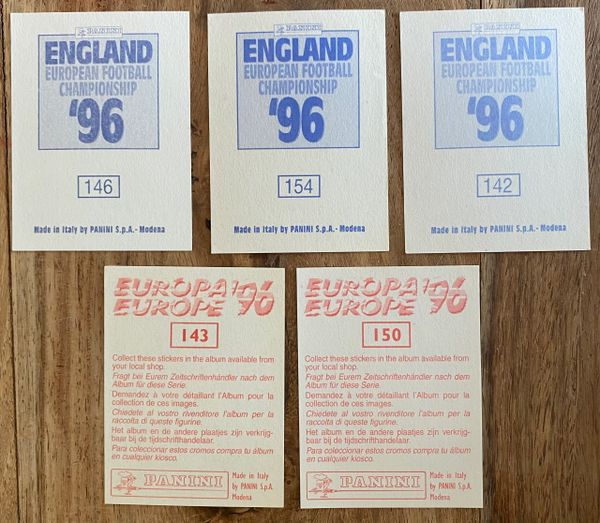 PANINI
ENGLAND
EUROPEAN FOOTBALL
CHAMPIONSHIP
'96
146
Made in Italy by PANINI S.p.A. - Modena
PANINI
ENGLAND
EUROPEAN FOOTBALL
CHAMPIONSHIP
'96
154
Made in Italy by PANINI S.p.A. - Modena
PANINI
ENGLAND
EUROPEAN FOOTBALL
CHAMPIONSHIP
'96
142
Made in Italy by PANINI S.p.A. - Modena
EUROPA '96
EUROPE
143
Collect these stickers in the album available from
your local shop.
Fragt bei Eurem Zeitschriftenhändler nach dem
Album für diese Serie.
Demandez à votre détaillant l'Album pour la
collection de ces images.
Chiedete al vostro rivenditore l'album per la
raccolta di queste figurine.
Het album en de andere plaatjes zijn verkrijg-
baar bij de tijdschrifthandelaar.
Para coleccionar estos cromos compra tu álbum
en cualquier kiosco.
PANINI
Made in Italy
by PANINI S.p.A.
Modena
EUROPA '96
EUROPE
150
Collect these stickers in the album available from
your local shop.
Fragt bei Eurem Zeitschriftenhändler nach dem
Album für diese Serie.
Demandez à votre détaillant l'Album pour la
collection de ces images.
Chiedete al vostro rivenditore l'album per la
raccolta di queste figurine.
Het album en de andere plaatjes zijn verkrijg-
baar bij de tijdschrifthandelaar.
Para coleccionar estos cromos compra tu álbum
en cualquier kiosco.
PANINI
Made in Italy
by PANINI S.p.A.
Modena